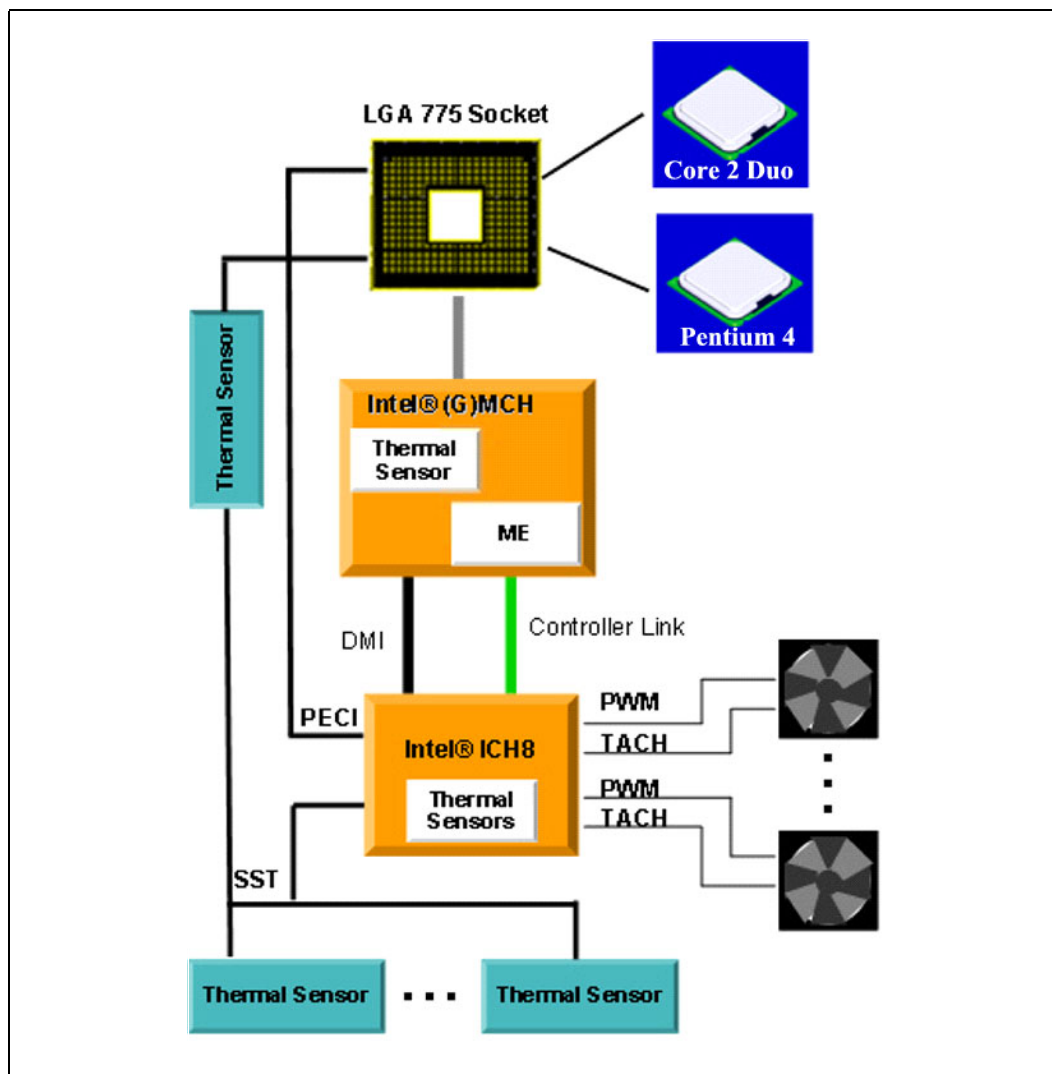 LGA 775 Socket
Core 2 Duo
Pentium 4
Thermal Sensor
Intel® (G)MCH
Thermal
Sensor
ME
DMI
Controller Link
PECI
Intel® ICH8
Thermal
Sensors
PWM
TACH
PWM
TACH
SST
Thermal Sensor
Thermal Sensor